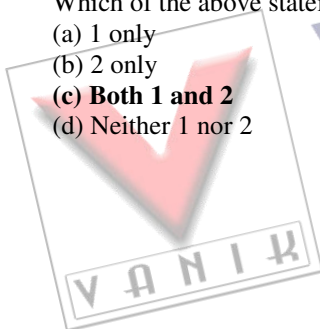 Which of the above
(a) 1 only
(b) 2 only
(c) Both 1 and 2
(d) Neither 1 nor 2
VANIK